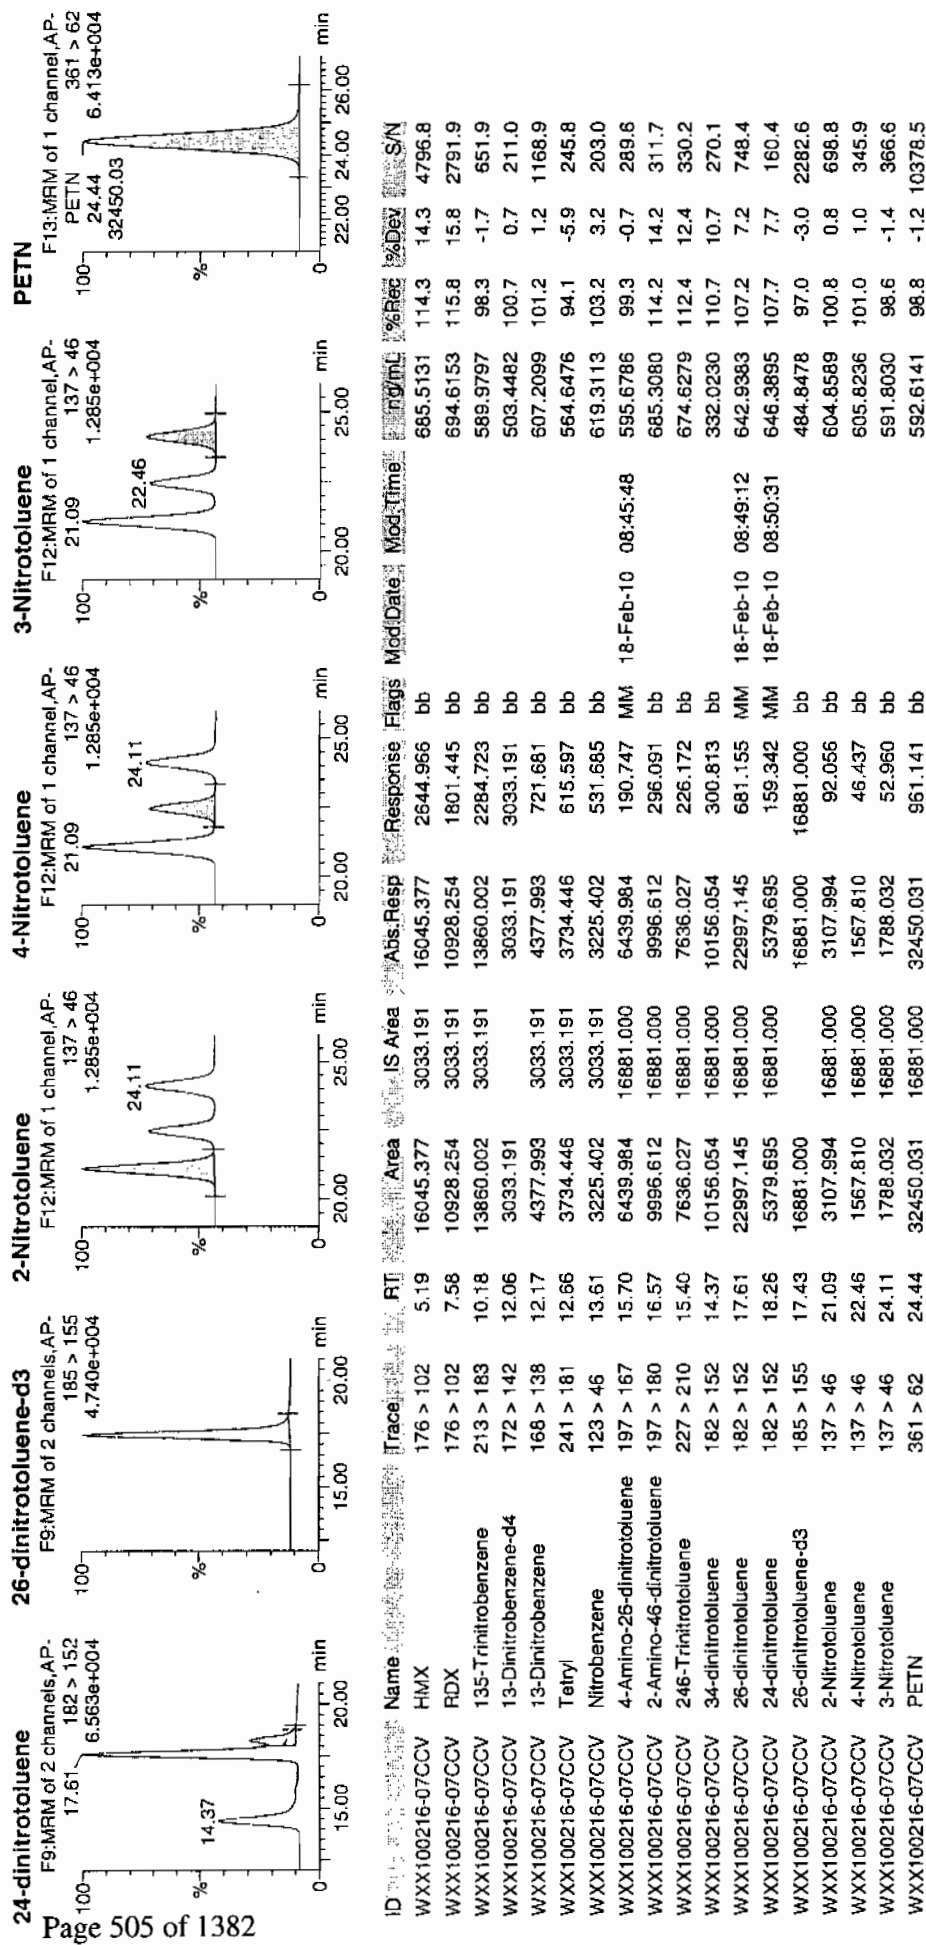 24-dinitrotoluene
F9:MRM of 2 channels,AP-
182 > 152
6.563e+004
100
17.61
14.37
%
0
15.00 20.00 min
26-dinitrotoluene-d3
F9:MRM of 2 channels,AP-
185 > 155
4.740e+004
100
%
0
15.00 20.00 min
2-Nitrotoluene
F12:MRM of 1 channel,AP-
137 > 46
1.285e+004
100
21.09
24.11
%
0
20.00 25.00 min
4-Nitrotoluene
F12:MRM of 1 channel,AP-
137 > 46
1.285e+004
100
21.09
24.11
%
0
20.00 25.00 min
3-Nitrotoluene
F12:MRM of 1 channel,AP-
137 > 46
1.285e+004
100
21.09
22.46
%
0
20.00 25.00 min
PETN
F13:MRM of 1 channel,AP-
361 > 62
6.413e+004
100
PETN
24.44
32450.03
%
0
22.00 24.00 26.00 min
ID Name Trace RT Area IS Area Abs.Resp Response Flags Mod.Date Mod.Time ng/mL %Rec %Dev S/N
WXX100216-07CCV HMX 176 > 102 5.19 16045.377 3033.191 16045.377 2644.966 bb 685.5131 114.3 14.3 4796.8
WXX100216-07CCV RDX 176 > 102 7.58 10928.254 3033.191 10928.254 1801.445 bb 694.6153 115.8 15.8 2791.9
WXX100216-07CCV 135-Trinitrobenzene 213 > 183 10.18 13860.002 3033.191 13860.002 2284.723 bb 589.9797 98.3 -1.7 651.9
WXX100216-07CCV 13-Dinitrobenzene-d4 172 > 142 12.06 3033.191 3033.191 3033.191 bb 503.4482 100.7 0.7 211.0
WXX100216-07CCV 13-Dinitrobenzene 168 > 138 12.17 4377.993 3033.191 4377.993 721.681 bb 607.2099 101.2 1.2 1168.9
WXX100216-07CCV Tetryl 241 > 181 12.66 3734.446 3033.191 3734.446 615.597 bb 564.6476 94.1 -5.9 245.8
WXX100216-07CCV Nitrobenzene 123 > 46 13.61 3225.402 3033.191 3225.402 531.685 bb 619.3113 103.2 3.2 203.0
WXX100216-07CCV 4-Amino-26-dinitrotoluene 197 > 167 15.70 6439.984 16881.000 6439.984 190.747 MM 18-Feb-10 08:45:48 595.6786 99.3 -0.7 289.6
WXX100216-07CCV 2-Amino-46-dinitrotoluene 197 > 180 16.57 9996.612 16881.000 9996.612 296.091 bb 685.3080 114.2 14.2 311.7
WXX100216-07CCV 246-Trinitrotoluene 227 > 210 15.40 7636.027 16881.000 7636.027 226.172 bb 674.6279 112.4 12.4 330.2
WXX100216-07CCV 34-dinitrotoluene 182 > 152 14.37 10156.054 16881.000 10156.054 300.813 bb 332.0230 110.7 10.7 270.1
WXX100216-07CCV 26-dinitrotoluene 182 > 152 17.61 22997.145 16881.000 22997.145 681.155 MM 18-Feb-10 08:49:12 642.9383 107.2 7.2 748.4
WXX100216-07CCV 24-dinitrotoluene 182 > 152 18.26 5379.695 16881.000 5379.695 159.342 MM 18-Feb-10 08:50:31 646.3895 107.7 7.7 160.4
WXX100216-07CCV 26-dinitrotoluene-d3 185 > 155 17.43 16881.000 16881.000 16881.000 bb 484.8478 97.0 -3.0 2282.6
WXX100216-07CCV 2-Nitrotoluene 137 > 46 21.09 3107.994 16881.000 3107.994 92.056 bb 604.8589 100.8 0.8 698.8
WXX100216-07CCV 4-Nitrotoluene 137 > 46 22.46 1567.810 16881.000 1567.810 46.437 bb 605.8236 101.0 1.0 345.9
WXX100216-07CCV 3-Nitrotoluene 137 > 46 24.11 1788.032 16881.000 1788.032 52.960 bb 591.8030 98.6 -1.4 366.6
WXX100216-07CCV PETN 361 > 62 24.44 32450.031 16881.000 32450.031 961.141 bb 592.6141 98.8 -1.2 10378.5
Page 505 of 1382